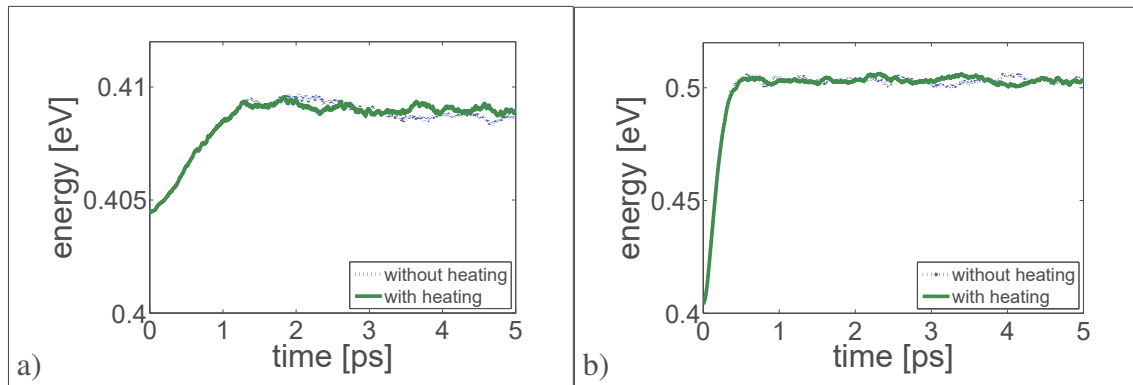 energy [eV]
0.41
0.405
0.4
without heating
with heating
0 1 2 3 4 5
time [ps]
a)
energy [eV]
0.5
0.45
0.4
without heating
with heating
0 1 2 3 4 5
time [ps]
b)